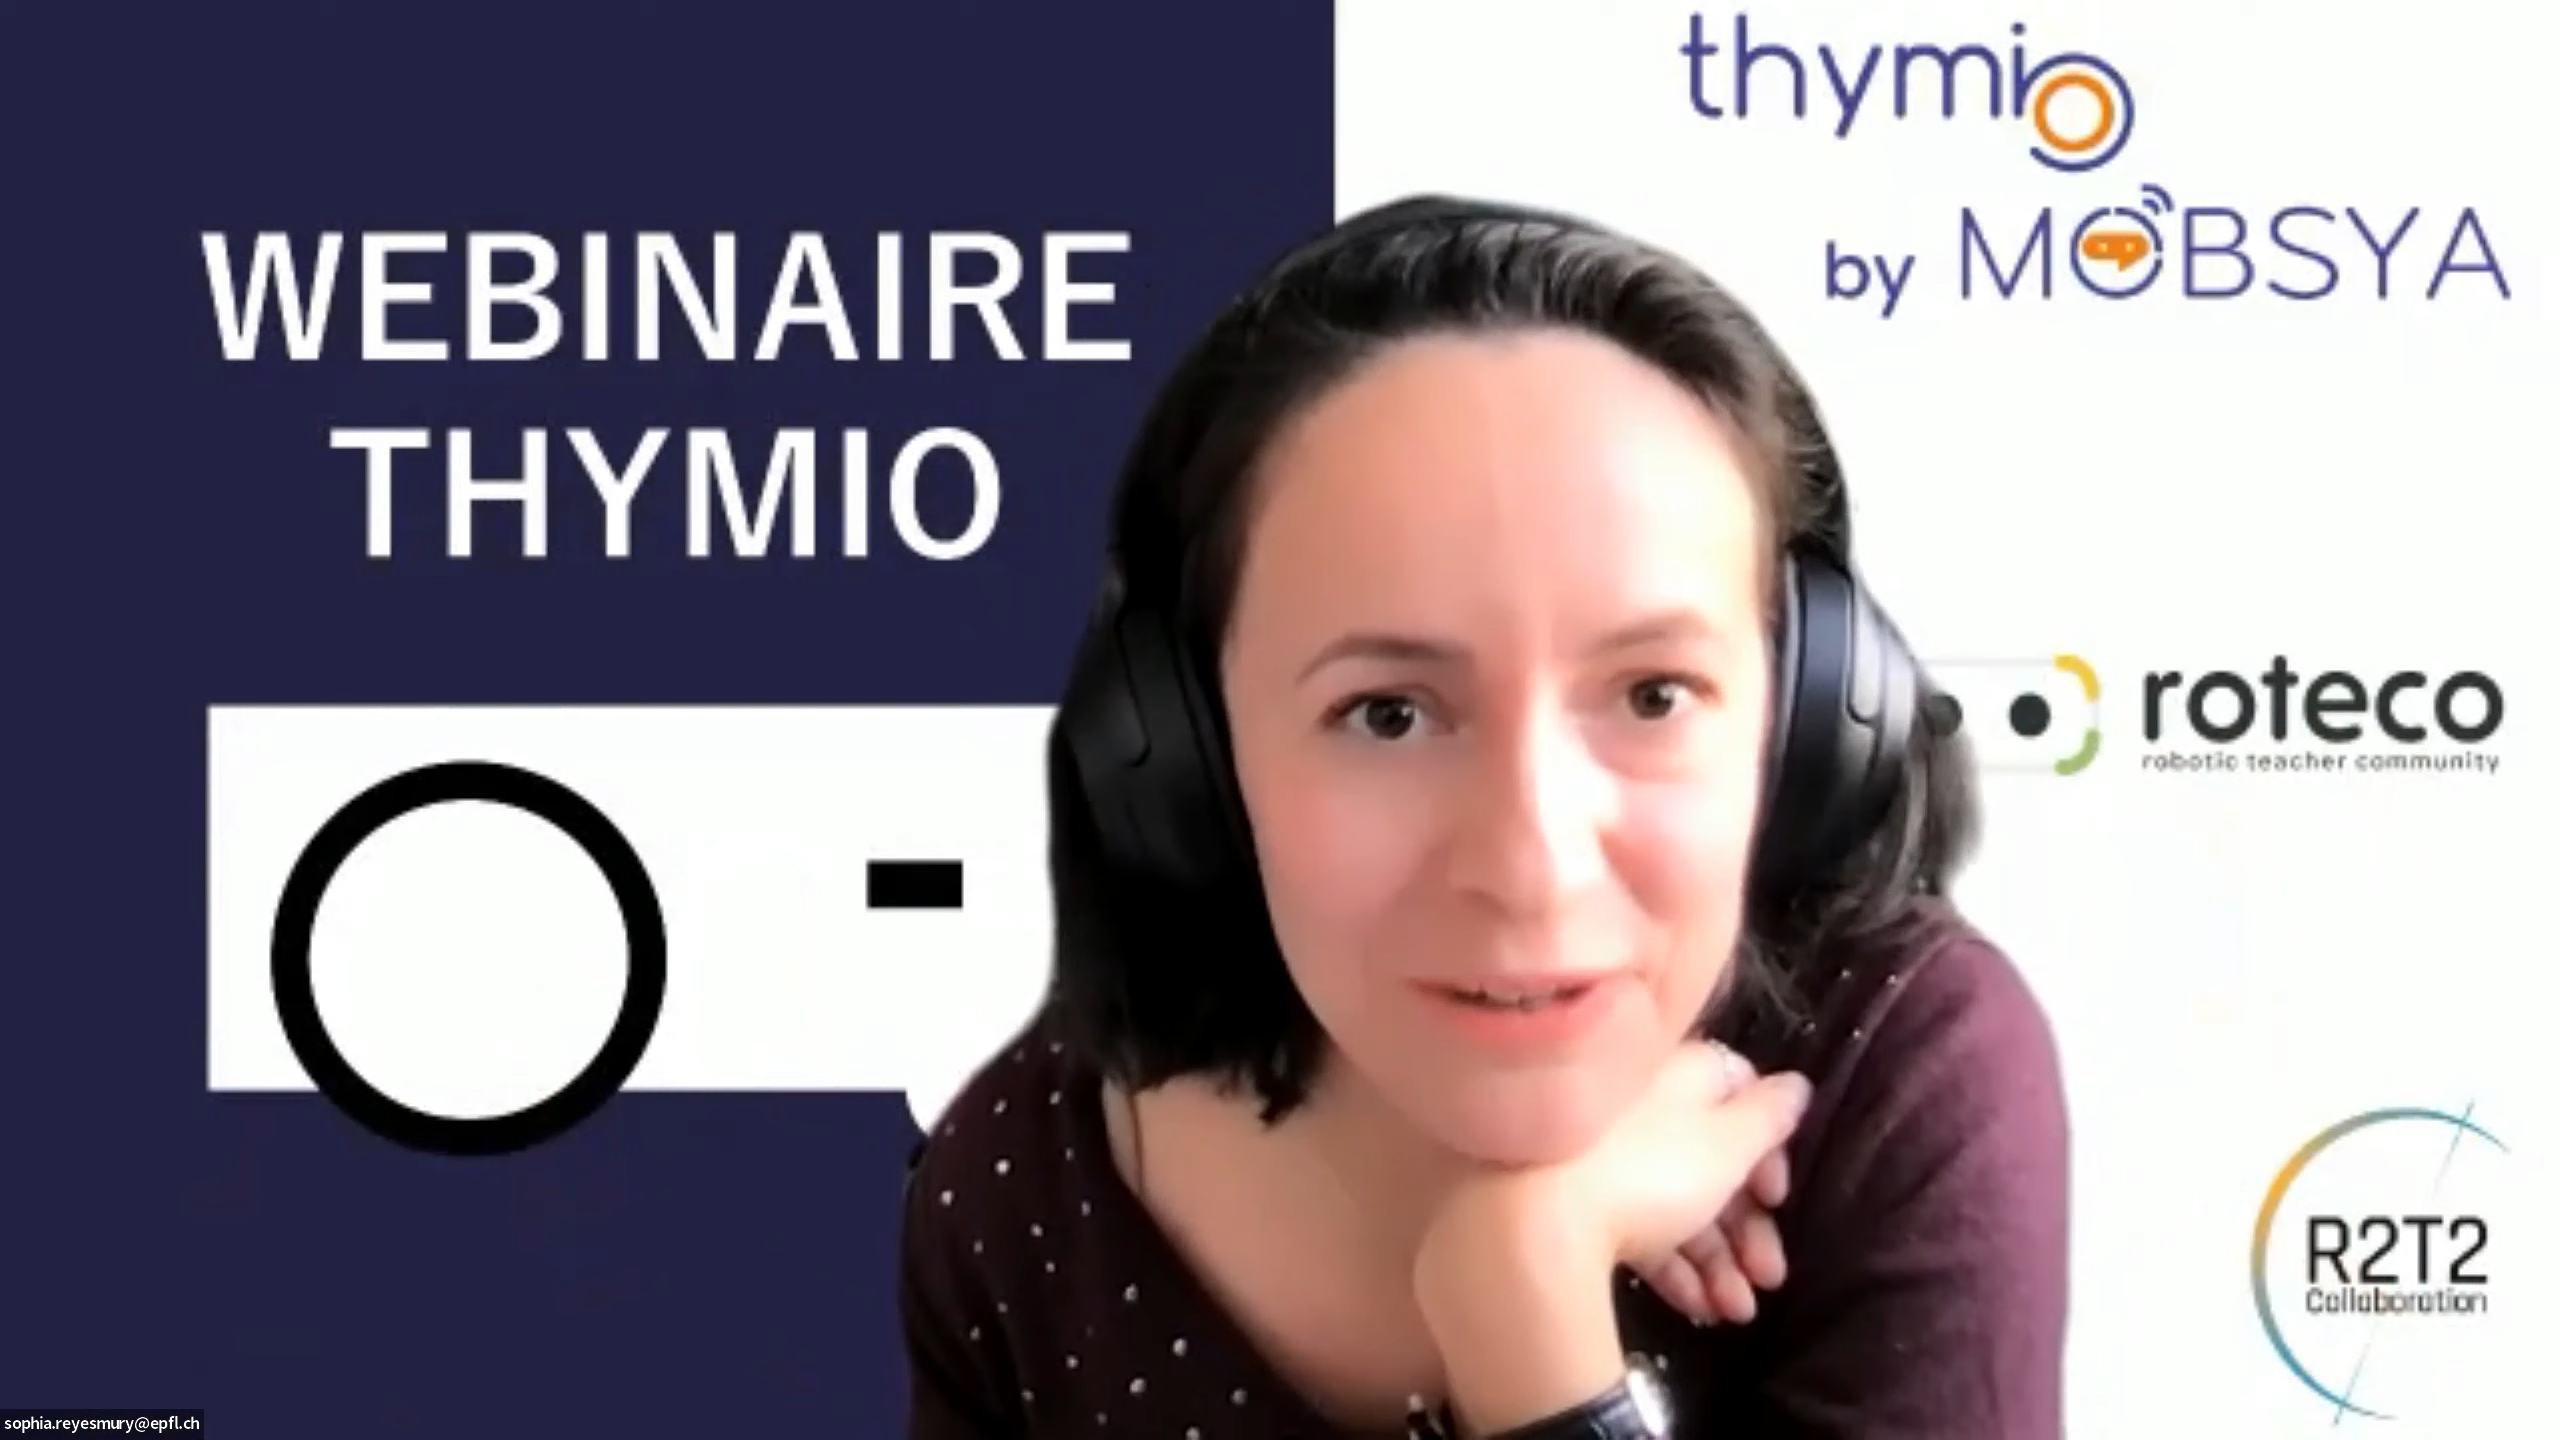 WEBINAIRE
THYMIO
thymio
by MOBSYA
roteco
robotic teacher community
R2T2
Collaboration
sophia.reyesmury@epfl.ch